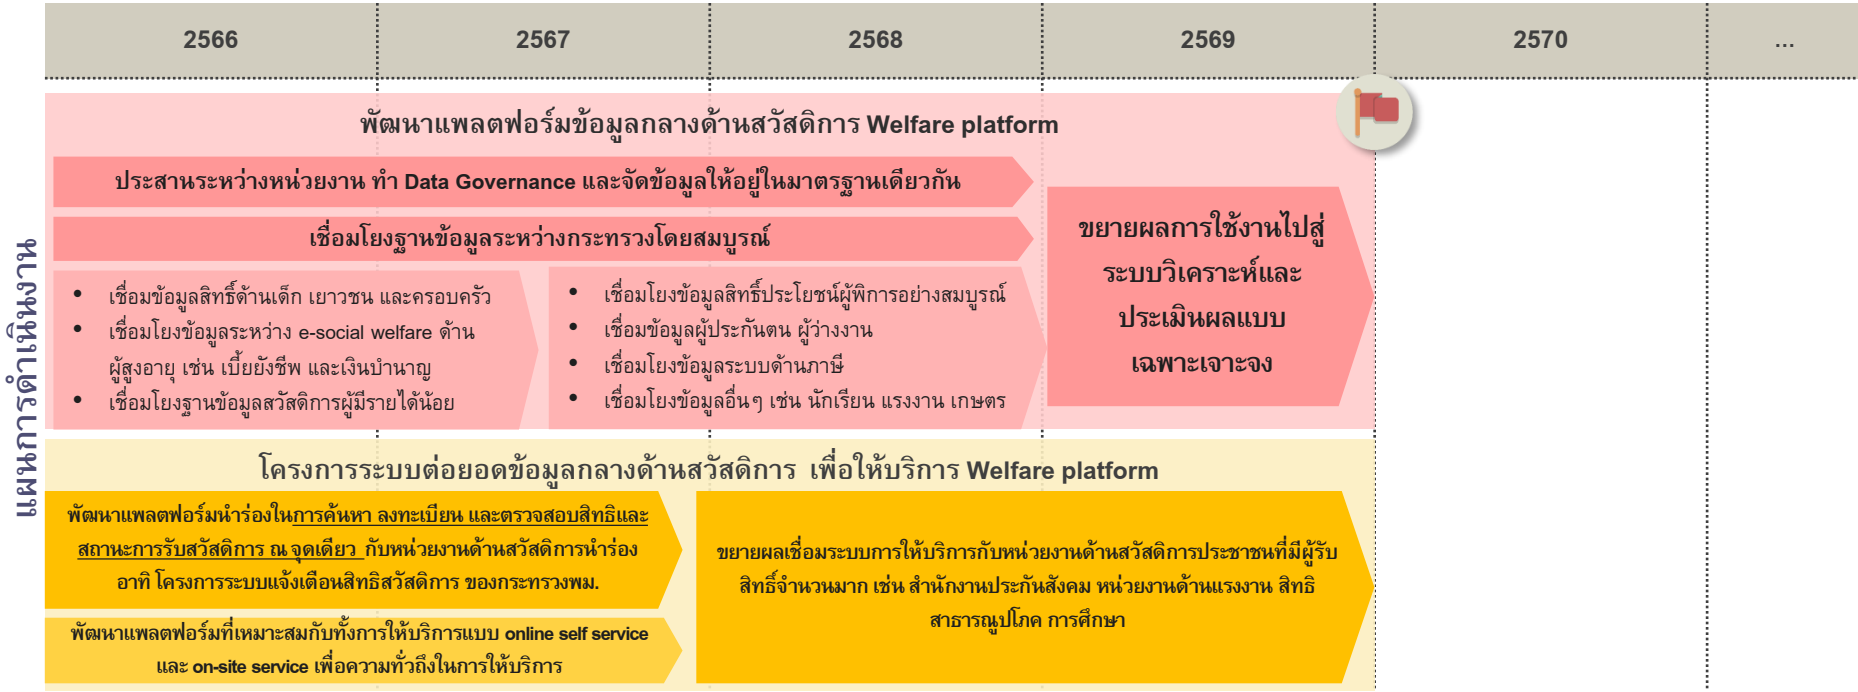 แผนการดำเนินงาน
2566
2567
2568
2569
2570
...
พัฒนาแพลตฟอร์มข้อมูลกลางด้านสวัสดิการ Welfare platform
ประสานระหว่างหน่วยงาน ทำ Data Governance และจัดข้อมูลให้อยู่ในมาตรฐานเดียวกัน
เชื่อมโยงฐานข้อมูลระหว่างกระทรวงโดยสมบูรณ์
• เชื่อมข้อมูลสิทธิ์ด้านเด็ก เยาวชน และครอบครัว
• เชื่อมโยงข้อมูลระหว่าง e-social welfare ด้าน
ผู้สูงอายุ เช่น เบี้ยยังชีพ และเงินบำนาญ
• เชื่อมโยงฐานข้อมูลสวัสดิการผู้มีรายได้น้อย
• เชื่อมโยงข้อมูลสิทธิ์ประโยชน์ผู้พิการอย่างสมบูรณ์
• เชื่อมข้อมูลผู้ประกันตน ผู้ว่างงาน
• เชื่อมโยงข้อมูลระบบด้านภาษี
• เชื่อมโยงข้อมูลอื่นๆ เช่น นักเรียน แรงงาน เกษตร
ขยายผลการใช้งานไปสู่
ระบบวิเคราะห์และ
ประเมินผลแบบ
เฉพาะเจาะจง
โครงการระบบต่อยอดข้อมูลกลางด้านสวัสดิการ เพื่อให้บริการ Welfare platform
พัฒนาแพลตฟอร์มนำร่องในการค้นหา ลงทะเบียน และตรวจสอบสิทธิและ
สถานะการรับสวัสดิการ ณ จุดเดียว กับหน่วยงานด้านสวัสดิการนำร่อง
อาทิ โครงการระบบแจ้งเตือนสิทธิสวัสดิการ ของกระทรวงพม.
พัฒนาแพลตฟอร์มที่เหมาะสมกับทั้งการให้บริการแบบ online self service
และ on-site service เพื่อความทั่วถึงในการให้บริการ
ขยายผลเชื่อมระบบการให้บริการกับหน่วยงานด้านสวัสดิการประชาชนที่มีผู้รับ
สิทธิ์จำนวนมาก เช่น สำนักงานประกันสังคม หน่วยงานด้านแรงงาน สิทธิ
สาธารณูปโภค การศึกษา